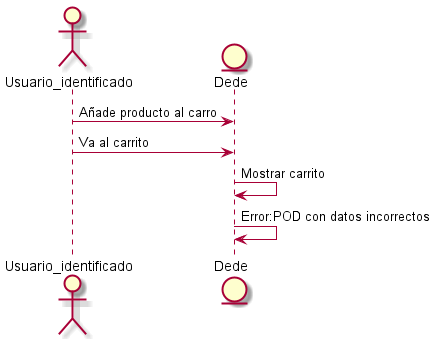 Usuario_identificado
Dede
Añade producto al carro
Va al carrito
Mostrar carrito
Error:POD con datos incorrectos
Usuario_identificado
Dede